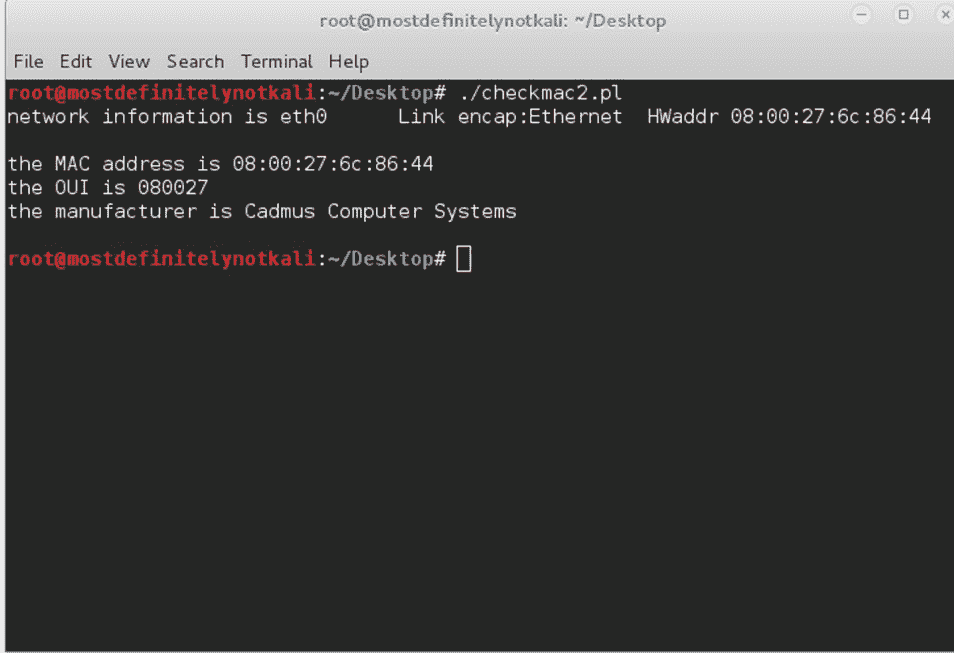 root@mostdefinitelynotkali: ~/Desktop
File Edit View Search Terminal Help
root@mostdefinitelynotkali:~/Desktop# ./checkmac2.pl
network information is eth0      Link encap:Ethernet  HWaddr 08:00:27:6c:86:44
the MAC address is 08:00:27:6c:86:44
the OUI is 080027
the manufacturer is Cadmus Computer Systems
root@mostdefinitelynotkali:~/Desktop#